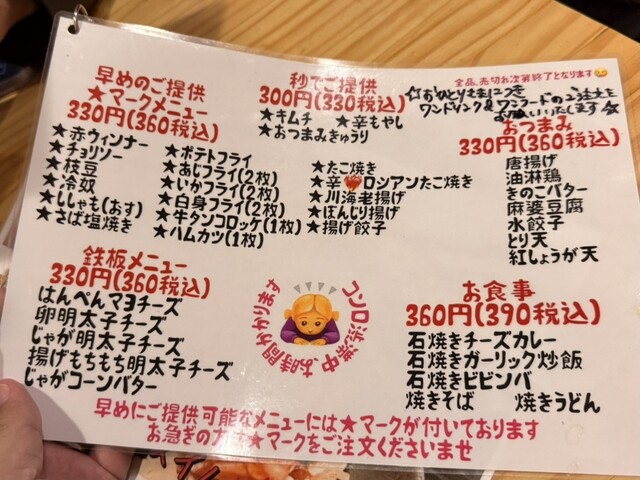 全品、売切れ次第終了となります
早めのご提供
★マークメニュー
330円(360税込)
★赤ウィンナー
★チョリソー
★枝豆
★冷奴
★ししゃも(おす)
★さば塩焼き
★ポテトフライ
★あじフライ(2枚)
★いかフライ(2枚)
★白身フライ(2枚)
★牛タンコロッケ(1枚)
★ハムカツ(1枚)
秒でご提供
300円(330税込)
★キムチ ★辛もやし
★おつまみきゅうり
★たこ焼き
★辛ロシアンたこ焼き
★川海老揚げ
★ぼんじり揚げ
★揚げ餃子
☆おひとりさまにつき
ワンドリンク&ワンフードのご注文を
お願いいたします☆
おつまみ
330円(360税込)
唐揚げ
油淋鶏
きのこバター
麻婆豆腐
水餃子
とり天
紅しょうが天
鉄板メニュー
330円(360税込)
はんぺんマヨチーズ
卵明太子チーズ
じゃが明太子チーズ
揚げもちもち明太子チーズ
じゃがコーンバター
コンロ渋滞中
お時間かかります
お食事
360円(390税込)
石焼きチーズカレー
石焼きガーリック炒飯
石焼きビビンバ
焼きそば 焼きうどん
早めにご提供可能なメニューには★マークが付いております
お急ぎの方は★マークをご注文くださいませ